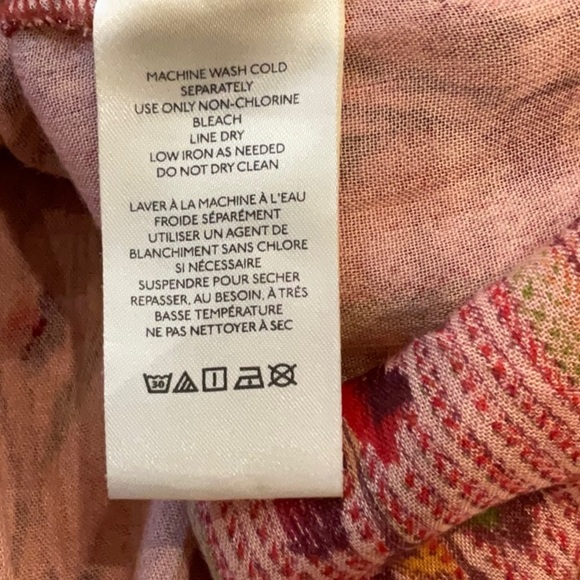 MACHINE WASH COLD
SEPARATELY
USE ONLY NON-CHLORINE
BLEACH
LINE DRY
LOW IRON AS NEEDED
DO NOT DRY CLEAN
LAVER À LA MACHINE À L'EAU
FROIDE SÉPARÉMENT
UTILISER UN AGENT DE
BLANCHIMENT SANS CHLORE
SI NÉCESSAIRE
SUSPENDRE POUR SECHER
REPASSER, AU BESOIN, À TRÈS
BASSE TEMPÉRATURE
NE PAS NETTOYER À SEC
30